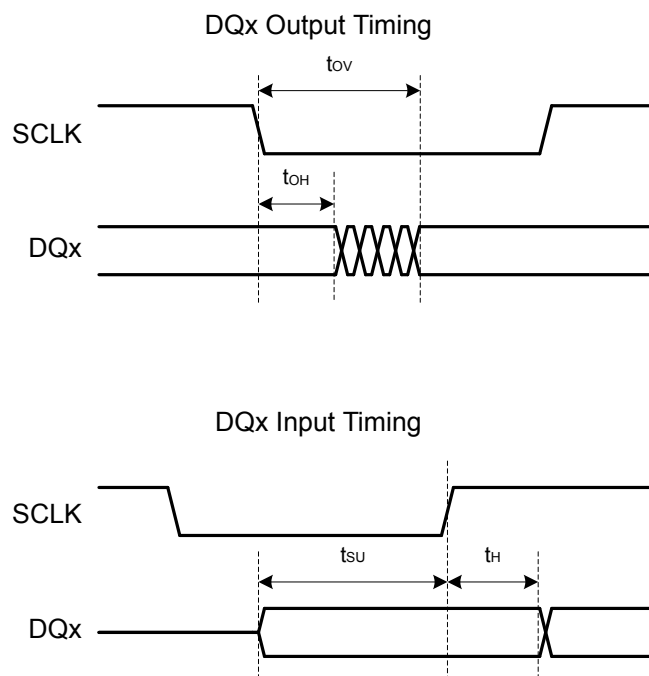 DQx Output Timing
tOV
SCLK
tOH
DQx
DQx Input Timing
SCLK
tSU
tH
DQx